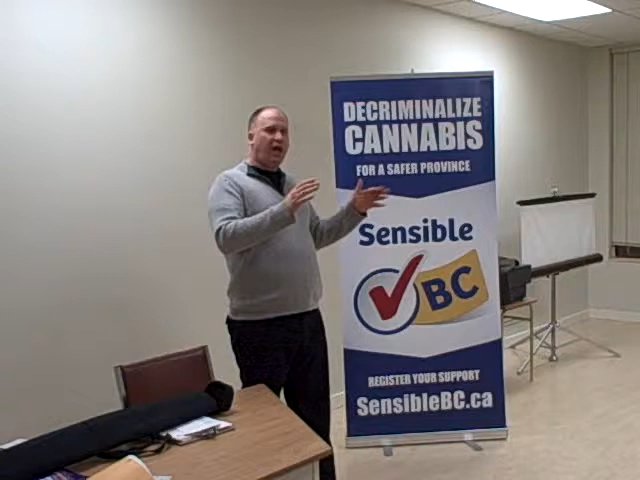 DECRIMINALIZE
CANNABIS
FOR A SAFER PROVINCE
Sensible
BC
REGISTER YOUR SUPPORT
SensibleBC.ca